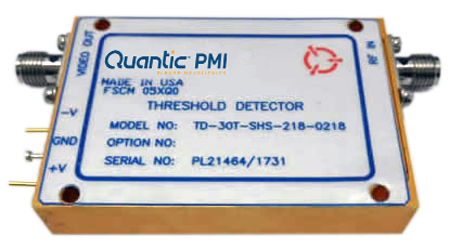 VIDEO OUT
Quantic PMI
RF IN
MADE IN USA
FSCM 05XQ0
THRESHOLD DETECTOR
-V
MODEL NO: TD-30T-SHS-218-0218
GND
OPTION NO:
+V
SERIAL NO: PL21464/1731